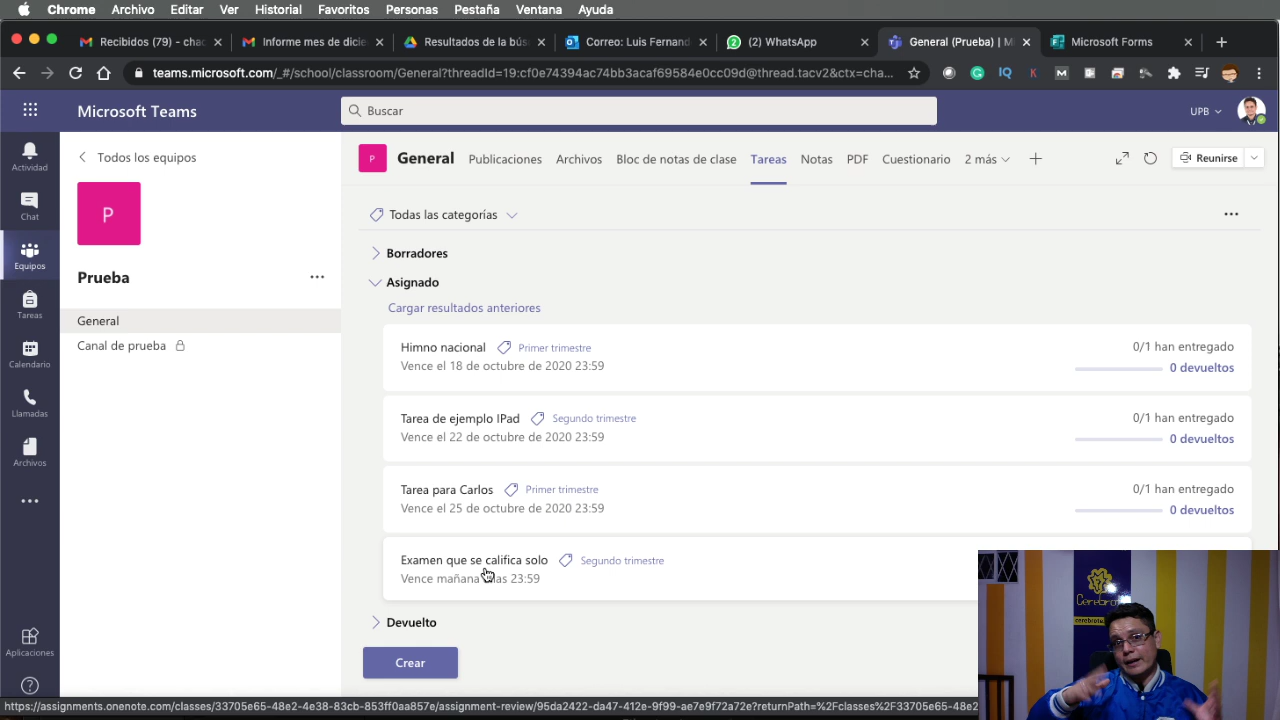 Chrome Archivo Editar Ver Historial Favoritos Personas Pestaña Ventana Ayuda
Recibidos (79) - cha Informe mes de dicie Resultados de la bús Correo: Luis Fernand (2) WhatsApp General (Prueba) | M Microsoft Forms
teams.microsoft.com/_#/school/classroom/General?threadId=19:cf0e74394ac74bb3acaf69584e0cc09d@thread.tacv2&ctx=cha...
Microsoft Teams Buscar UPB
Actividad
Chat
Equipos
Tareas
Calendario
Llamadas
Archivos
Aplicaciones
Todos los equipos
P
Prueba
General
Canal de prueba
P General Publicaciones Archivos Bloc de notas de clase Tareas Notas PDF Cuestionario 2 más Reunirse
Todas las categorías
Borradores
Asignado
Cargar resultados anteriores
Himno nacional Primer trimestre 0/1 han entregado
Vence el 18 de octubre de 2020 23:59 0 devueltos
Tarea de ejemplo IPad Segundo trimestre 0/1 han entregado
Vence el 22 de octubre de 2020 23:59 0 devueltos
Tarea para Carlos Primer trimestre 0/1 han entregado
Vence el 25 de octubre de 2020 23:59 0 devueltos
Examen que se califica solo Segundo trimestre
Vence mañana las 23:59
Devuelto
Crear
https://assignments.onenote.com/classes/33705e65-48e2-4e38-83cb-853ff0aa857e/assignment-review/95da2422-da47-412e-9f99-ae7e9f72a72e?returnPath=%2Fclasses%2F33705e65-48e2